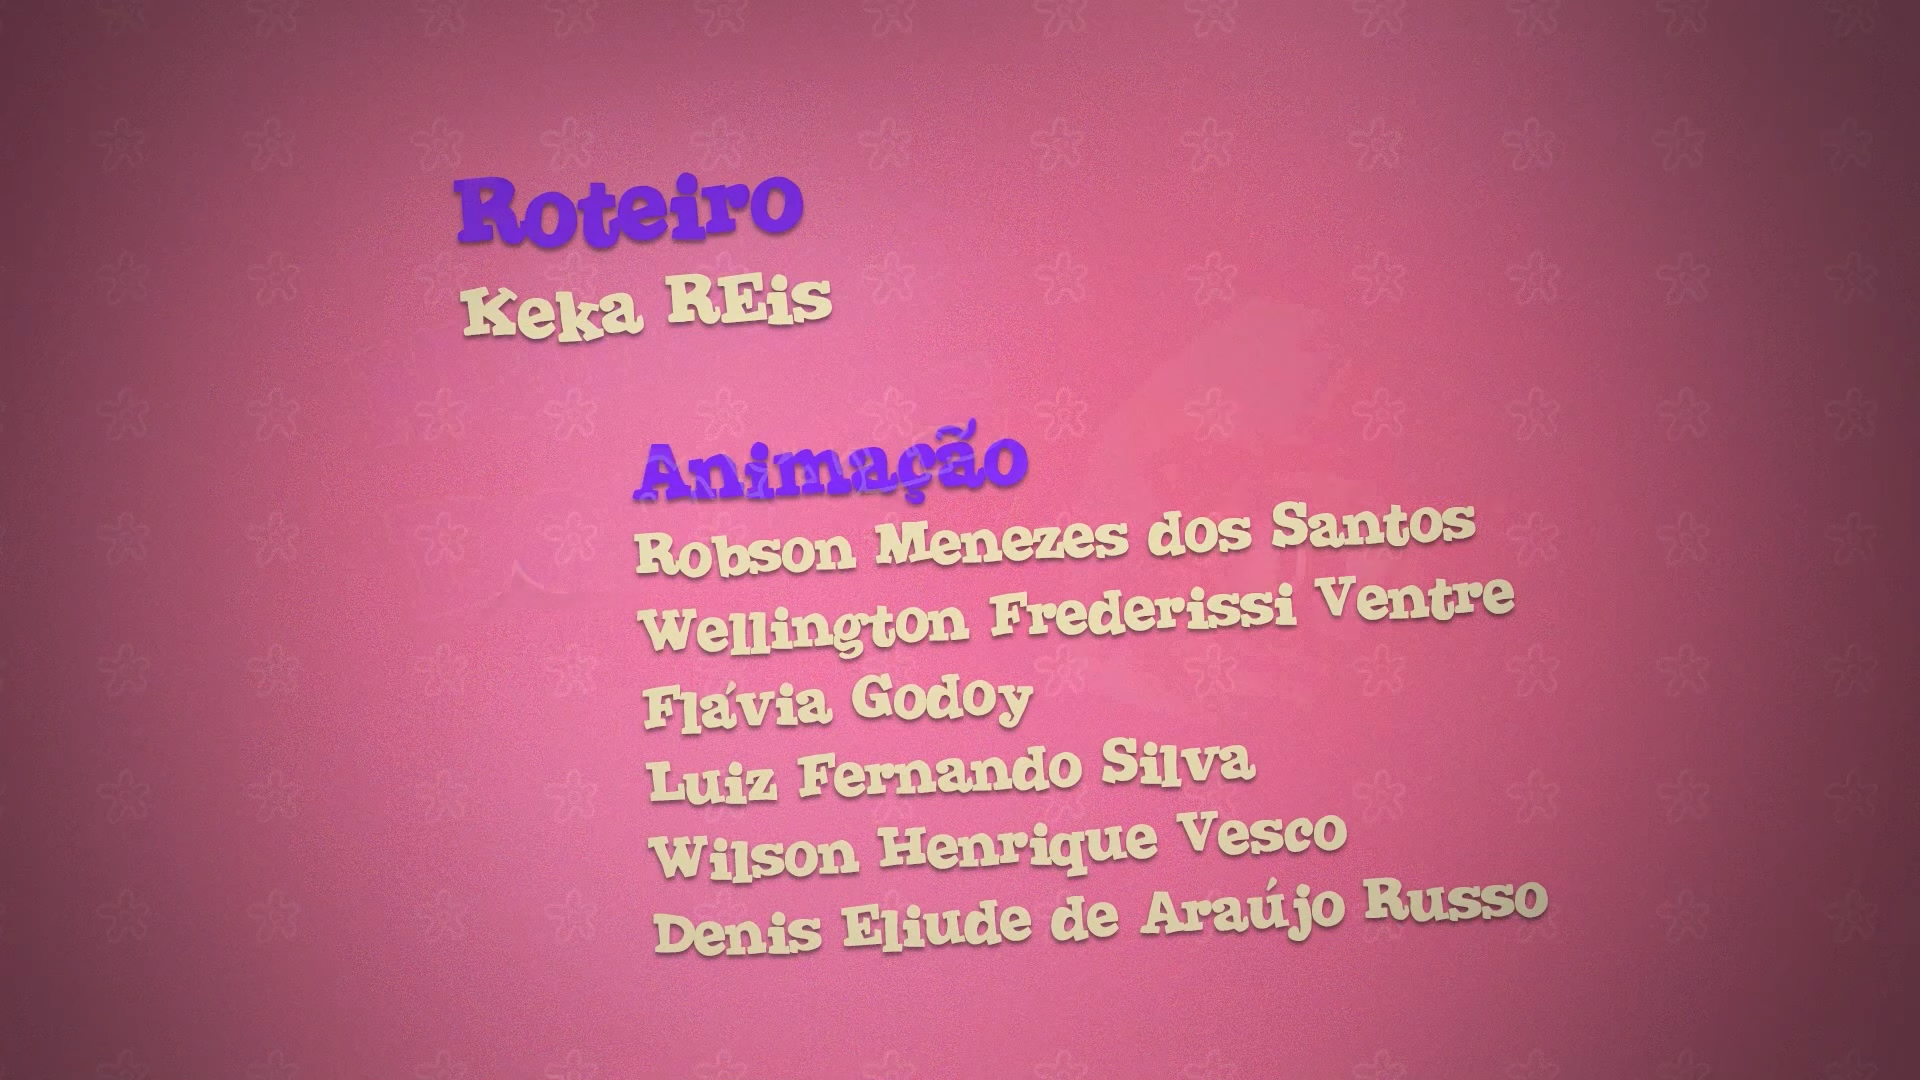 Roteiro
Keka REis
Animação
Robson Menezes dos Santos
Wellington Frederissi Ventre
Flávia Godoy
Luiz Fernando Silva
Wilson Henrique Vesco
Denis Eliude de Araújo Russo